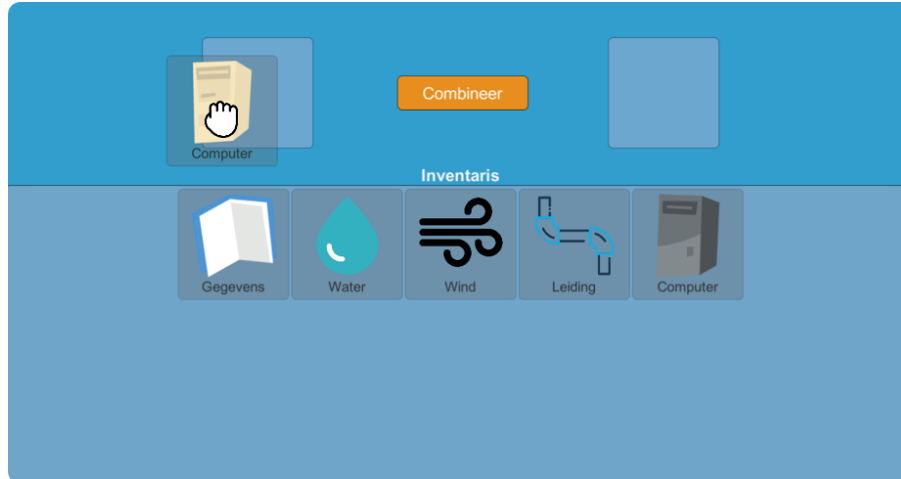 Combineer
Computer
Inventaris
Gegevens
Water
Wind
Leiding
Computer